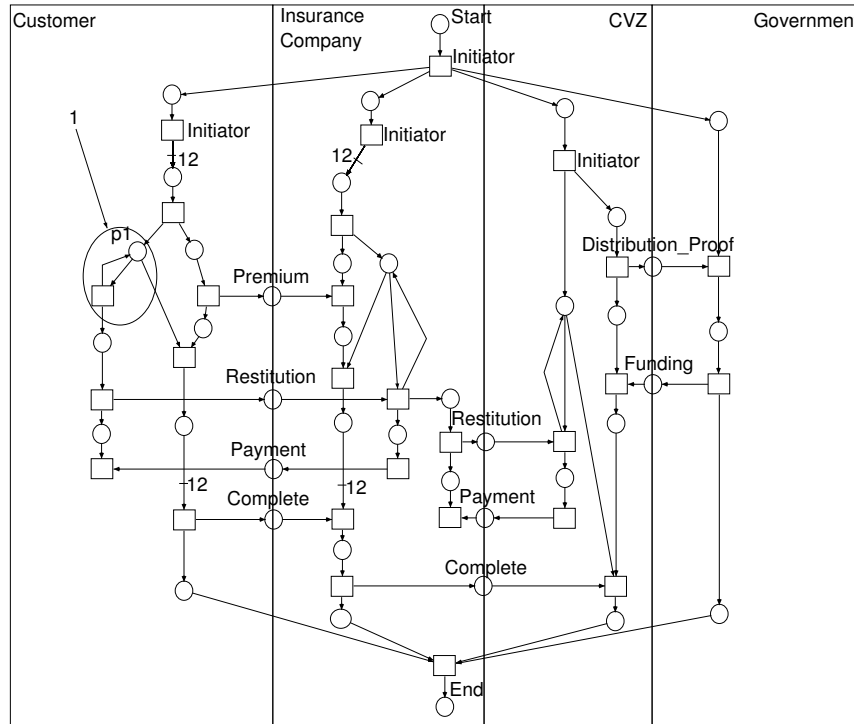 Customer
Insurance
Company
Start
CVZ
Governmen
Initiator
1
Initiator
12
Initiator
12
Initiator
p1
Distribution_Proof
Premium
Funding
Restitution
Restitution
Payment
12
12
Payment
Complete
Complete
End